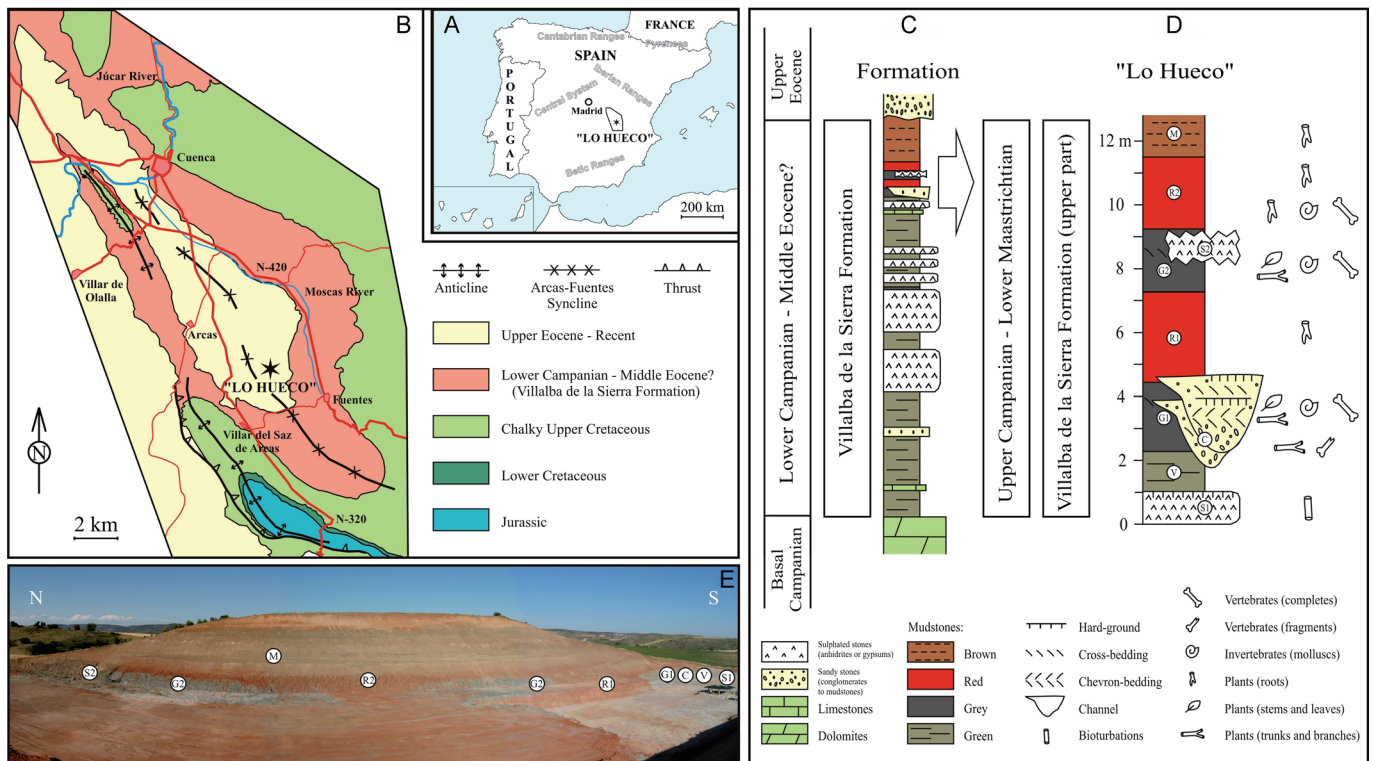 B
Júcar River
Cuenca
N-420
Moscas River
Villar de
Olalla
Arcas
"LO HUECO"
Fuentes
Villar del Saz
de Arcas
N-320
N
2 km
A
FRANCE
Cantabrian Ranges
Pyrenees
SPAIN
PORTUGAL
Iberian Ranges
Central System
Madrid
"LO HUECO"
Betic Ranges
200 km
Anticline
Arcas-Fuentes
Syncline
Thrust
Upper Eocene - Recent
Lower Campanian - Middle Eocene?
(Villalba de la Sierra Formation)
Chalky Upper Cretaceous
Lower Cretaceous
Jurassic
E
N
S
S2
G2
M
R2
G2
R1
G1
C
V
S1
C
Formation
Upper
Eocene
Lower Campanian - Middle Eocene?
Basal
Campanian
Villalba de la Sierra Formation
Upper Campanian - Lower Maastrichtian
Villalba de la Sierra Formation (upper part)
D
"Lo Hueco"
12 m
10
8
6
4
2
0
M
R2
S2
G2
R1
G1
C
V
S1
Sulphated stones
(anhidrites or gypsums)
Sandy stones
(conglomerates
to mudstones)
Limestones
Dolomites
Mudstones:
Brown
Red
Grey
Green
Hard-ground
Cross-bedding
Chevron-bedding
Channel
Bioturbations
Vertebrates (completes)
Vertebrates (fragments)
Invertebrates (molluscs)
Plants (roots)
Plants (stems and leaves)
Plants (trunks and branches)